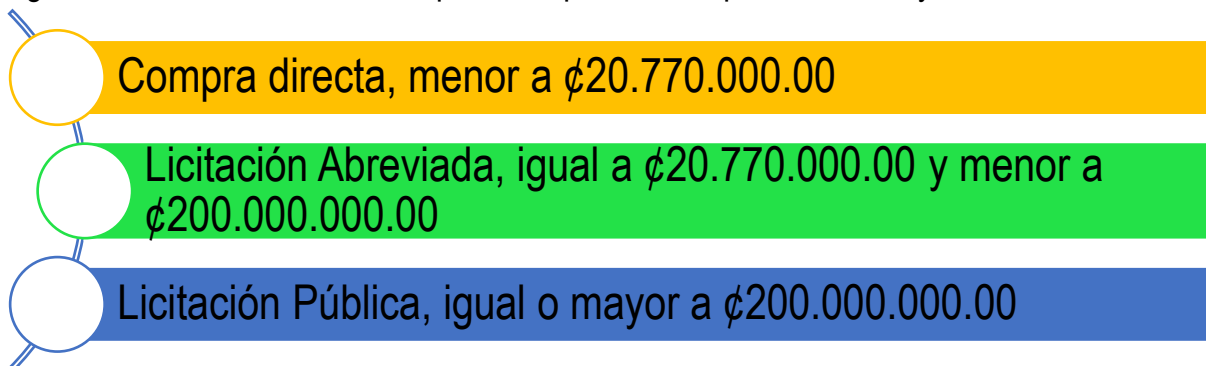 Compra directa, menor a ₡20.770.000.00
Licitación Abreviada, igual a ₡20.770.000.00 y menor a
₡200.000.000.00
Licitación Pública, igual o mayor a ₡200.000.000.00